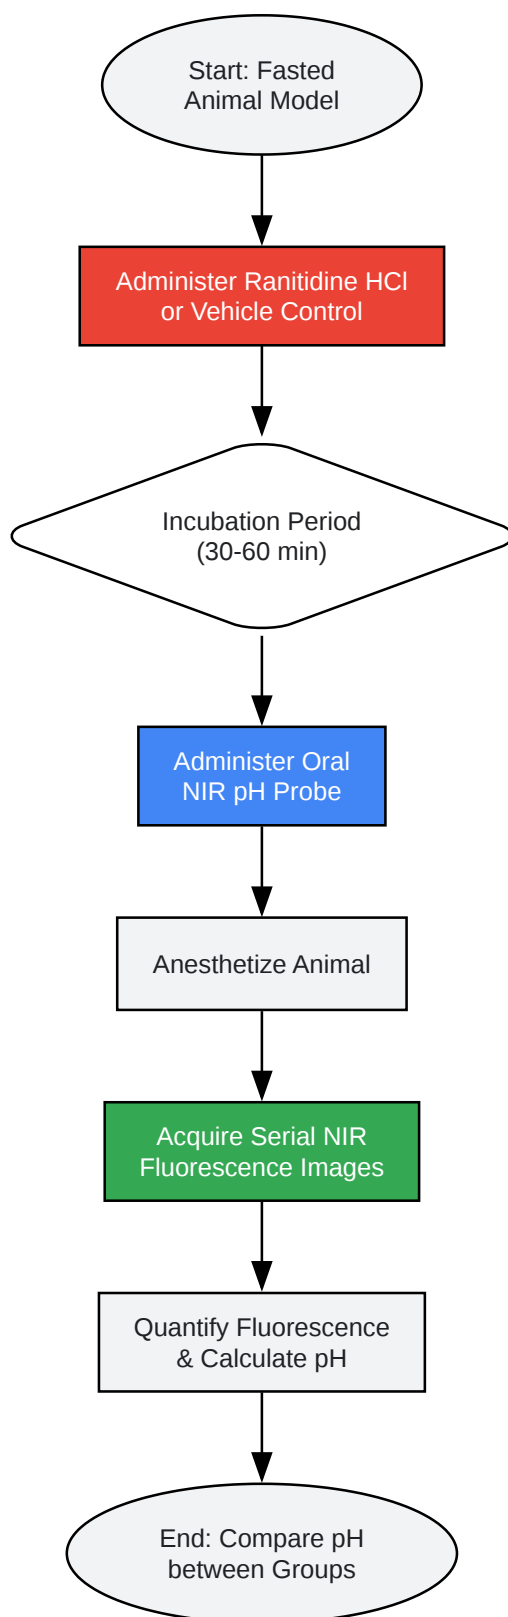 Start: Fasted
Animal Model
Administer Ranitidine HCl
or Vehicle Control
Incubation Period
(30-60 min)
Administer Oral
NIR pH Probe
Anesthetize Animal
Acquire Serial NIR
Fluorescence Images
Quantify Fluorescence
& Calculate pH
End: Compare pH
between Groups